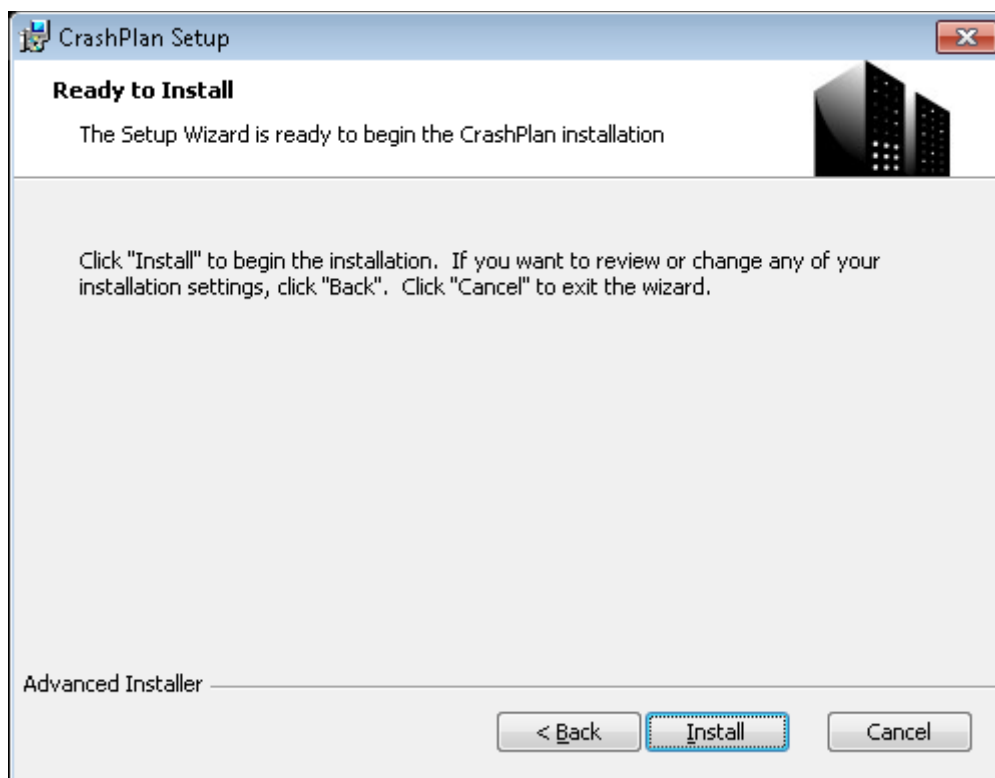 CrashPlan Setup
Ready to Install
The Setup Wizard is ready to begin the CrashPlan installation
Click "Install" to begin the installation.  If you want to review or change any of your
installation settings, click "Back".  Click "Cancel" to exit the wizard.
Advanced Installer
< Back
Install
Cancel